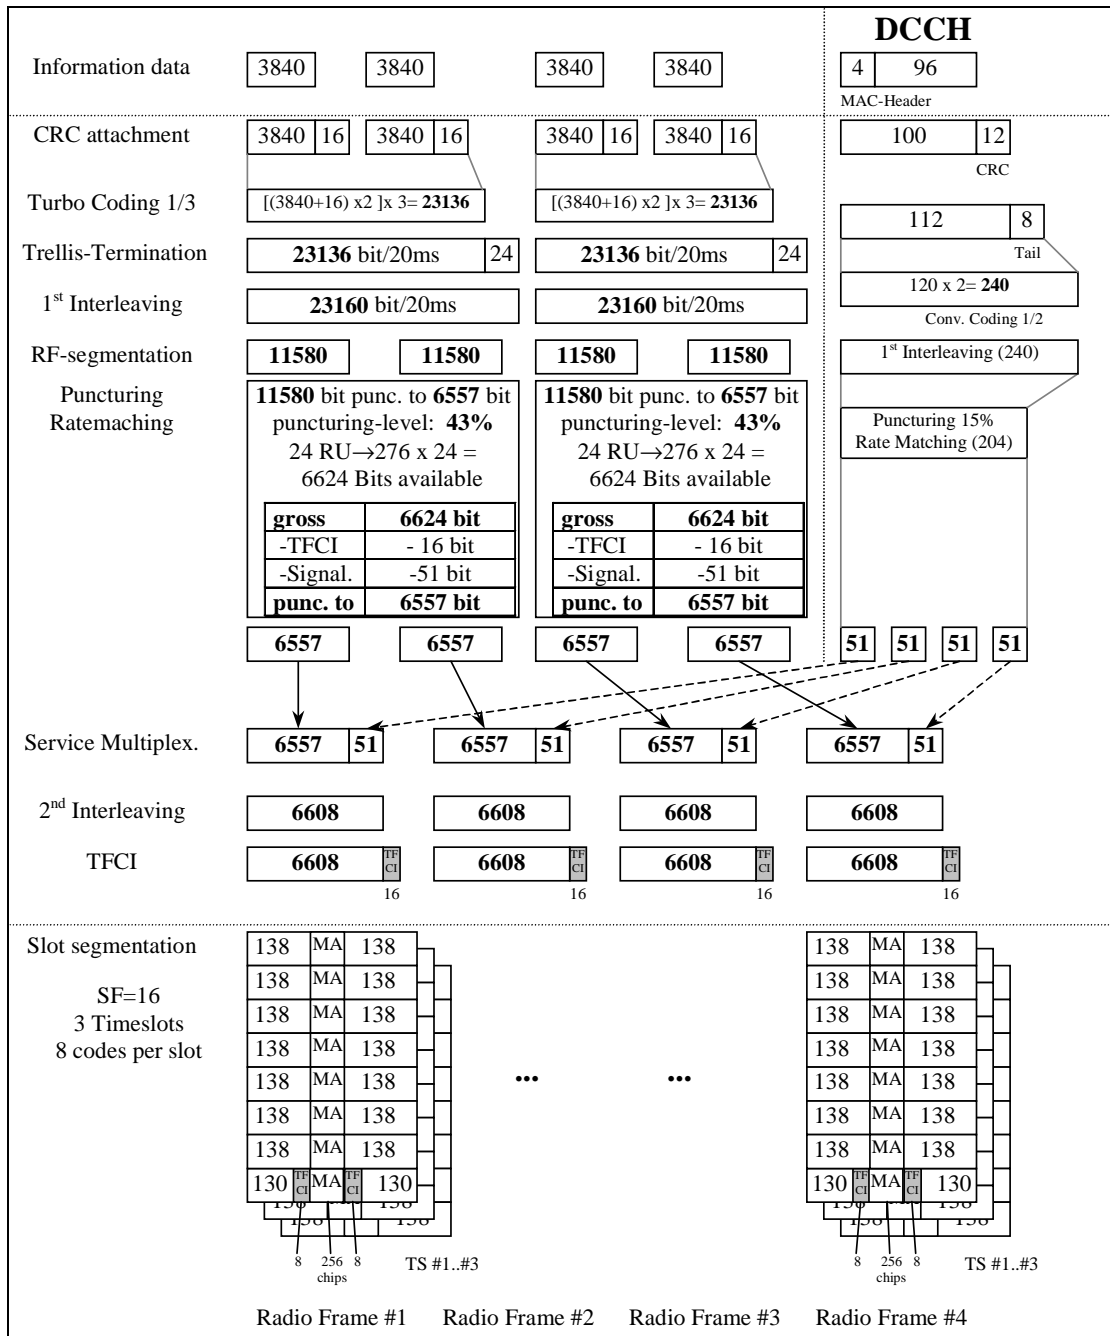 DCCH
Information data 3840 3840 3840 3840 4 96
MAC-Header
CRC attachment 3840 16 3840 16 3840 16 3840 16 100 12
CRC
Turbo Coding 1/3 [(3840+16) x2 ]x 3= 23136 [(3840+16) x2 ]x 3= 23136
112 8
Tail
Trellis-Termination 23136 bit/20ms 24 23136 bit/20ms 24
120 x 2= 240
Conv. Coding 1/2
1st Interleaving 23160 bit/20ms 23160 bit/20ms
RF-segmentation 11580 11580 11580 11580 1st Interleaving (240)
Puncturing
Ratemaching
11580 bit punc. to 6557 bit
puncturing-level: 43%
24 RU→276 x 24 =
6624 Bits available
gross 6624 bit
-TFCI - 16 bit
-Signal. -51 bit
punc. to 6557 bit
11580 bit punc. to 6557 bit
puncturing-level: 43%
24 RU→276 x 24 =
6624 Bits available
gross 6624 bit
-TFCI - 16 bit
-Signal. -51 bit
punc. to 6557 bit
Puncturing 15%
Rate Matching (204)
6557 6557 6557 6557 51 51 51 51
Service Multiplex. 6557 51 6557 51 6557 51 6557 51
2nd Interleaving 6608 6608 6608 6608
TFCI 6608 TF CI 6608 TF CI 6608 TF CI 6608 TF CI
16 16 16 16
Slot segmentation
SF=16
3 Timeslots
8 codes per slot
138 MA 138 138 MA 138
138 MA 138 138 MA 138
138 MA 138 138 MA 138
138 MA 138 138 MA 138
138 MA 138 ... ... 138 MA 138
138 MA 138 138 MA 138
138 MA 138 138 MA 138
130 TF CI MA TF CI 130 130 TF CI MA TF CI 130
8 256 chips 8 TS #1..#3 8 256 chips 8 TS #1..#3
Radio Frame #1 Radio Frame #2 Radio Frame #3 Radio Frame #4